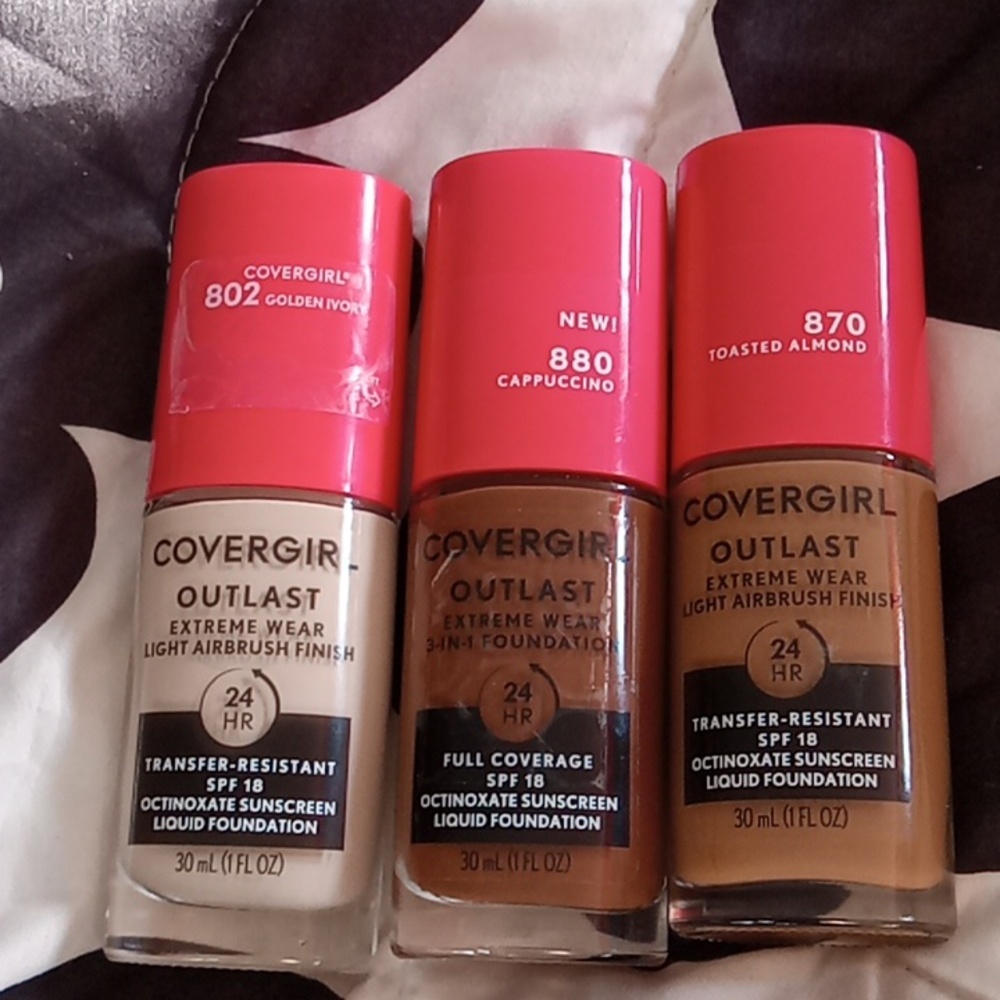 COVERGIRL
802 GOLDEN IVORY
COVERGIRL
OUTLAST
EXTREME WEAR
LIGHT AIRBRUSH FINISH
24
HR
TRANSFER-RESISTANT
SPF 18
OCTINOXATE SUNSCREEN
LIQUID FOUNDATION
30 mL (1 FL OZ)
NEW!
880
CAPPUCCINO
COVERGIRL
OUTLAST
EXTREME WEAR
3-IN-1 FOUNDATION
24
HR
FULL COVERAGE
SPF 18
OCTINOXATE SUNSCREEN
LIQUID FOUNDATION
30 mL (1 FL OZ)
870
TOASTED ALMOND
COVERGIRL
OUTLAST
EXTREME WEAR
LIGHT AIRBRUSH FINISH
24
HR
TRANSFER-RESISTANT
SPF 18
OCTINOXATE SUNSCREEN
LIQUID FOUNDATION
30 mL (1 FL OZ)